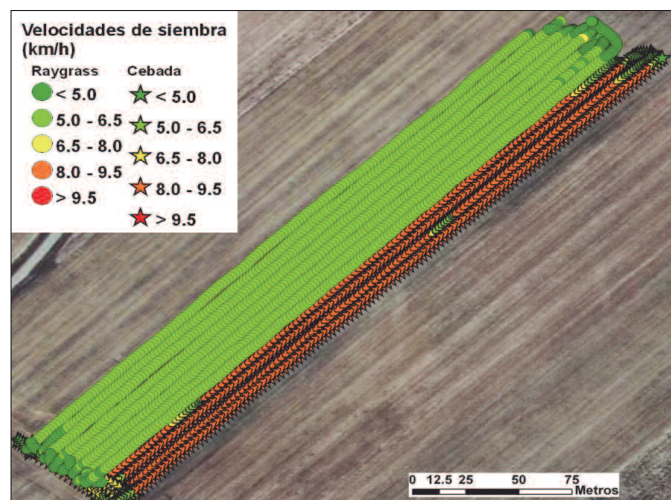 Velocidades de siembra
(km/h)
Raygrass Cebada
< 5.0 < 5.0
5.0 - 6.5 5.0 - 6.5
6.5 - 8.0 6.5 - 8.0
8.0 - 9.5 8.0 - 9.5
> 9.5 > 9.5
0 12.5 25 50 75
Metros